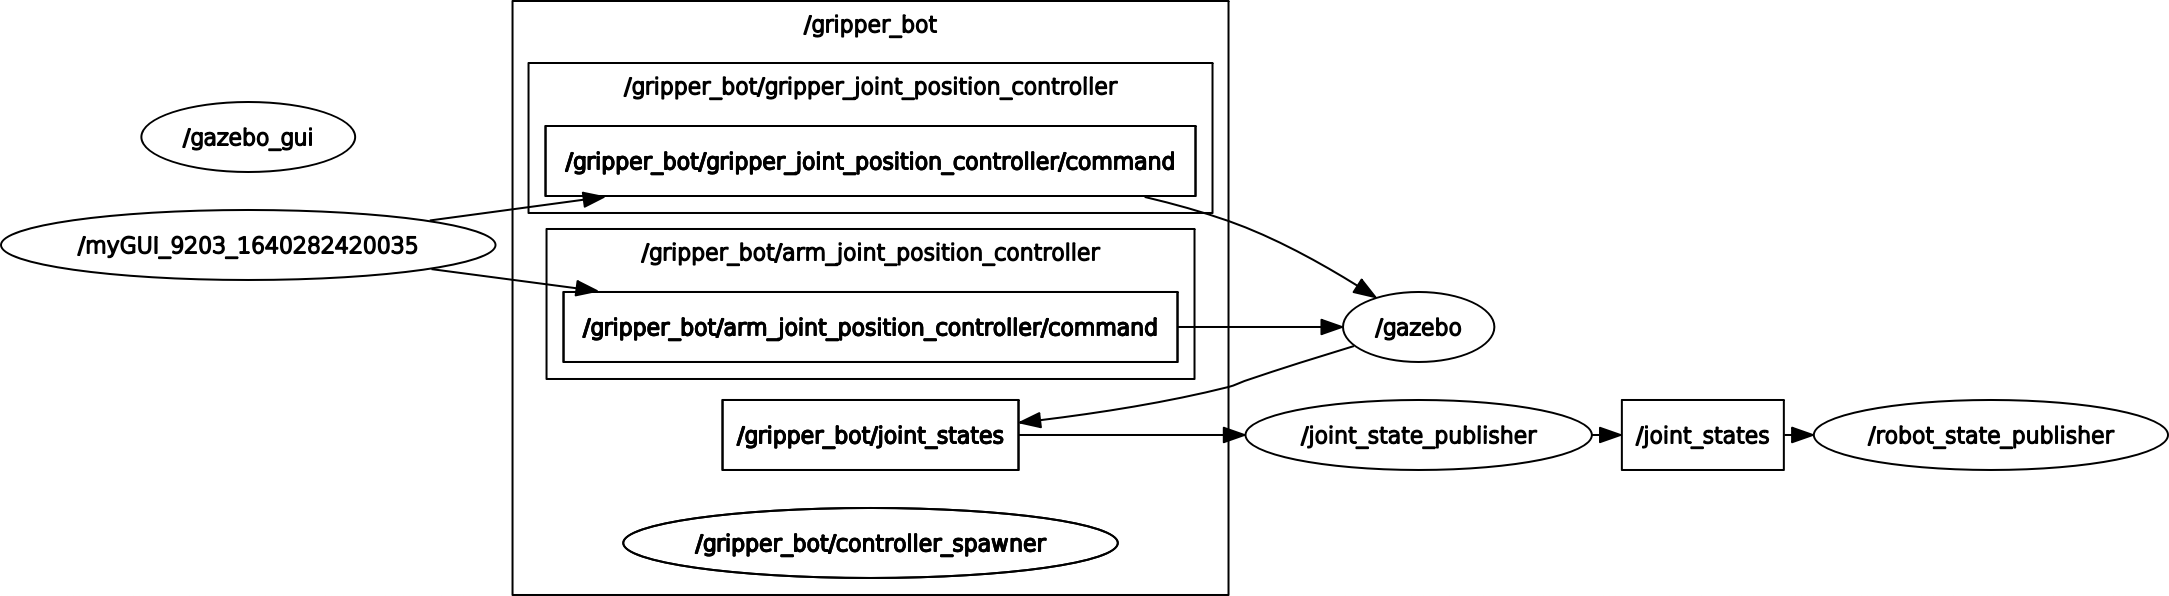 /gripper_bot
/gripper_bot/gripper_joint_position_controller
/gazebo_gui
/gripper_bot/gripper_joint_position_controller/command
/myGUI_9203_1640282420035
/gripper_bot/arm_joint_position_controller
/gripper_bot/arm_joint_position_controller/command
/gazebo
/gripper_bot/joint_states
/joint_state_publisher
/joint_states
/robot_state_publisher
/gripper_bot/controller_spawner